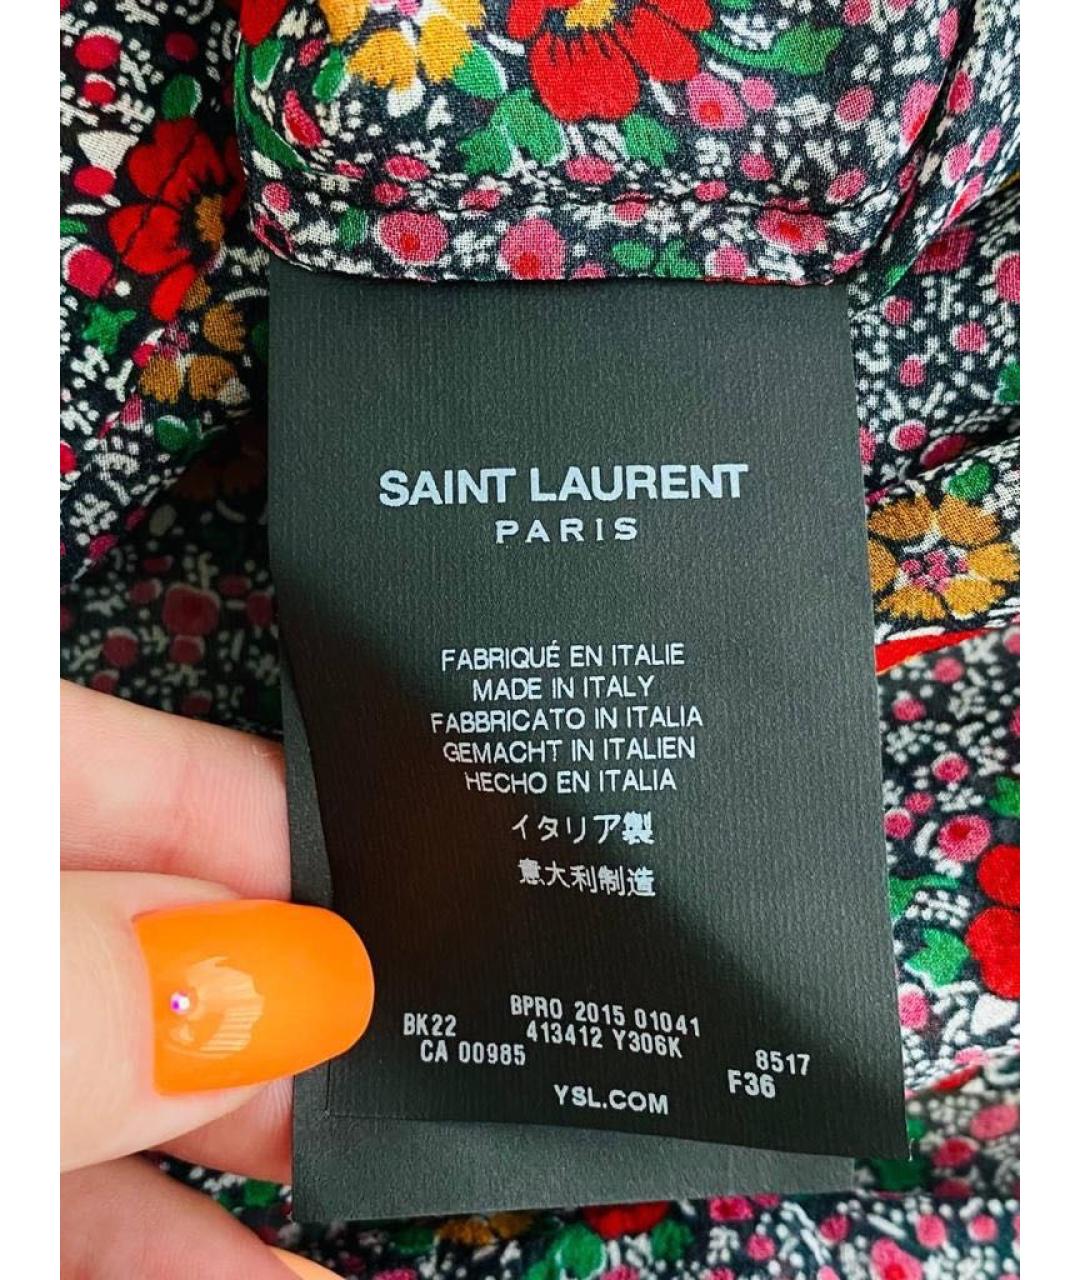 SAINT LAURENT
PARIS
FABRIQUÉ EN ITALIE
MADE IN ITALY
FABBRICATO IN ITALIA
GEMACHT IN ITALIEN
HECHO EN ITALIA
イタリア製
意大利制造
BPRO 2015 01041
BK22 413412 Y306K 8517
CA 00985 F36
YSL.COM